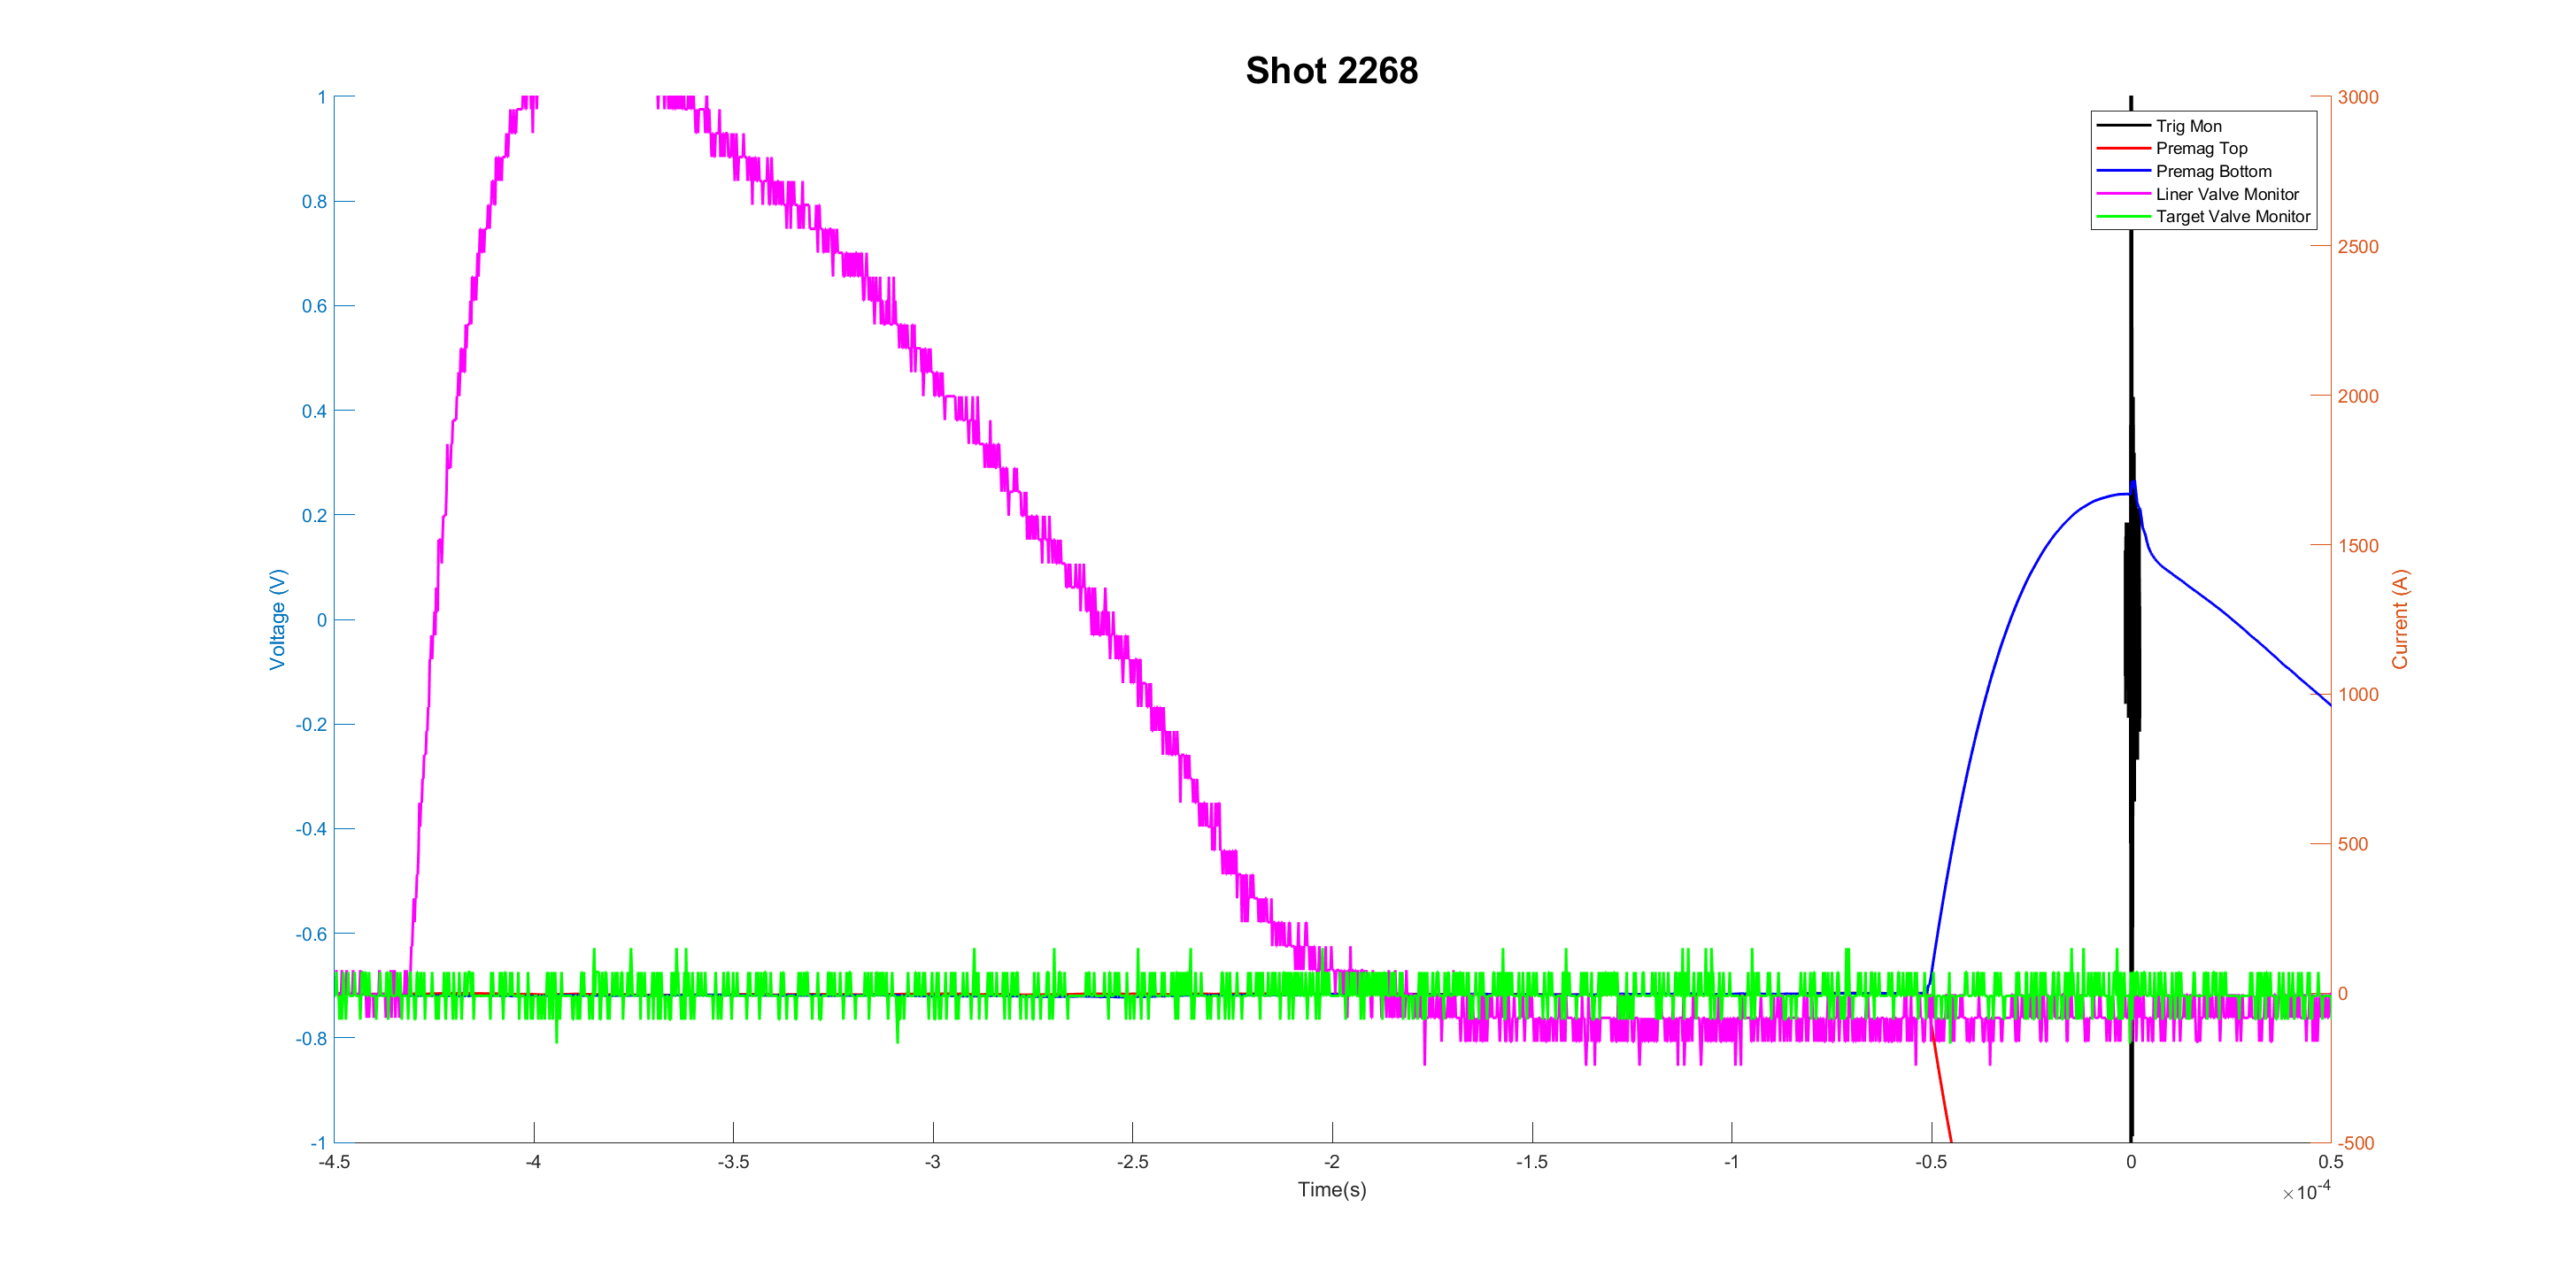 Shot 2268
1
0.8
0.6
0.4
0.2
0
-0.2
-0.4
-0.6
-0.8
-1
Voltage (V)
3000
2500
2000
1500
1000
500
0
-500
Current (A)
Trig Mon
Premag Top
Premag Bottom
Liner Valve Monitor
Target Valve Monitor
-4.5 -4 -3.5 -3 -2.5 -2 -1.5 -1 -0.5 0 0.5
Time(s)
×10⁻⁴